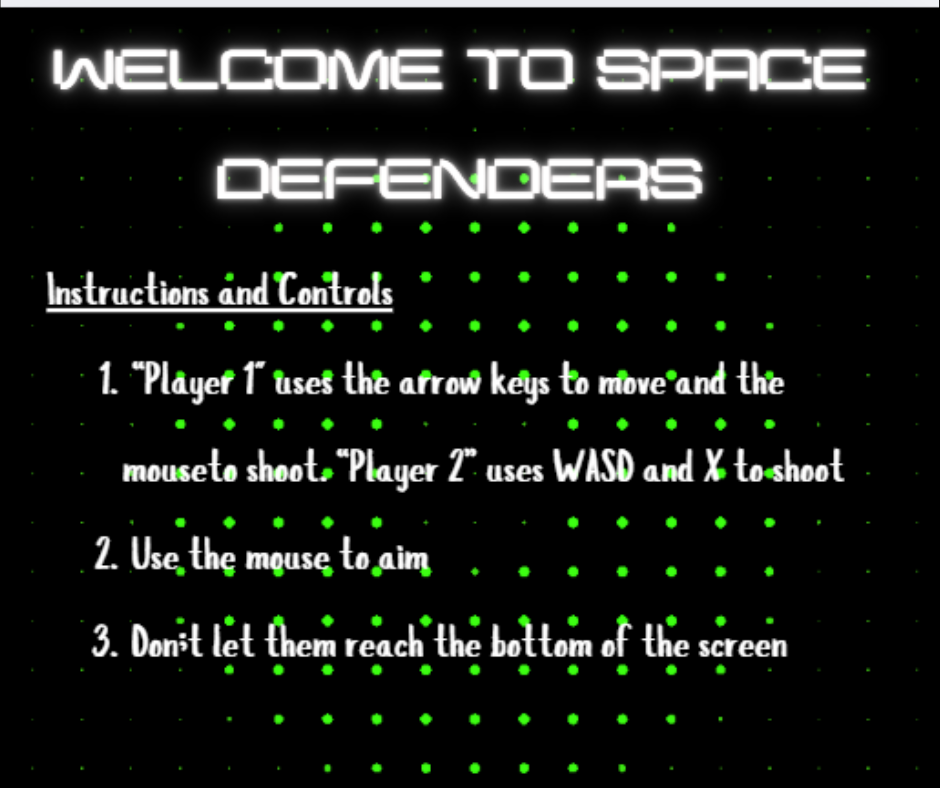 WELCOME TO SPACE
DEFENDERS
Instructions and Controls
1. “Player 1” uses the arrow keys to move and the
mouseto shoot. “Player 2” uses WASD and X to shoot
2. Use the mouse to aim
3. Don;t let them reach the bottom of the screen